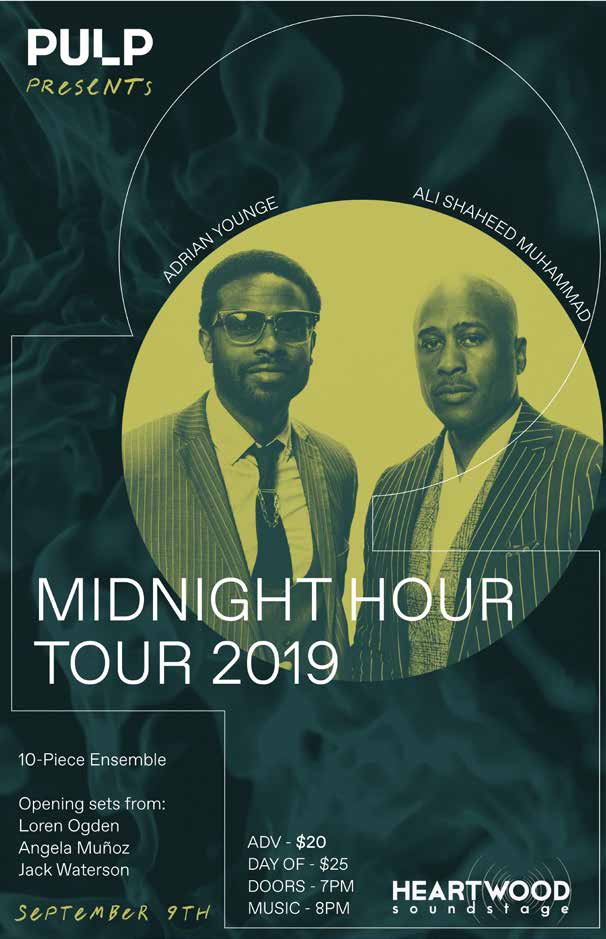 PULP
PRESENTS
ADRIAN YOUNGE
ALI SHAHEED MUHAMMAD
MIDNIGHT HOUR
TOUR 2019
10-Piece Ensemble
Opening sets from:
Loren Ogden
Angela Muñoz
Jack Waterson
SEPTEMBER 9TH
ADV - $20
DAY OF - $25
DOORS - 7PM
MUSIC - 8PM
HEARTWOOD
soundstage